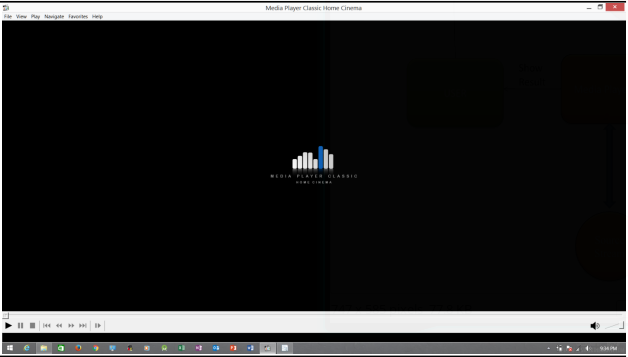 Media Player Classic Home Cinema
File View Play Navigate Favorites Help
MEDIA PLAYER CLASSIC
HOME CINEMA
9:34 PM